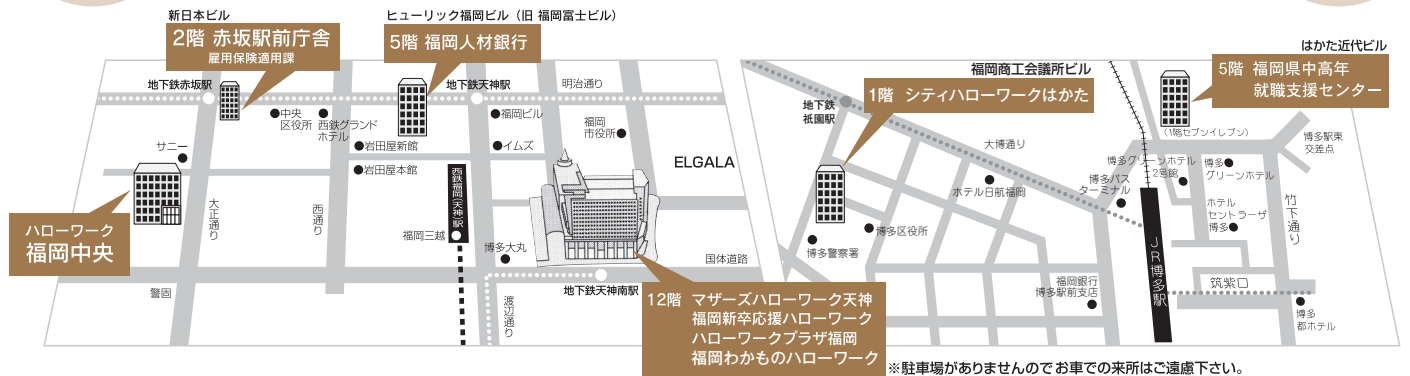 新日本ビル
2階 赤坂駅前庁舎
雇用保険適用課
ヒューリック福岡ビル（旧 福岡富士ビル）
5階 福岡人材銀行
地下鉄赤坂駅
地下鉄天神駅
明治通り
中央
区役所
西鉄グランド
ホテル
福岡ビル
福岡
市役所
サニー
岩田屋新館
イムズ
岩田屋本館
ELGALA
ハローワーク
福岡中央
大正通り
西通り
西鉄福岡(天神)駅
福岡三越
博多大丸
国体道路
警固
渡辺通り
地下鉄天神南駅
12階 マザーズハローワーク天神
福岡新卒応援ハローワーク
ハローワークプラザ福岡
福岡わかものハローワーク
福岡商工会議所ビル
1階 シティハローワークはかた
地下鉄
祇園駅
大博通り
はかた近代ビル
5階 福岡県中高年
就職支援センター
(1階セブンイレブン)
博多駅東
交差点
博多グリーンホテル
2号館
博多
グリーンホテル
博多バス
ターミナル
ホテル日航福岡
ホテル
セントラーザ
博多
竹下通り
博多区役所
博多警察署
JR博多駅
筑紫口
福岡銀行
博多駅前支店
博多
都ホテル
※駐車場がありませんのでお車での来所はご遠慮下さい。